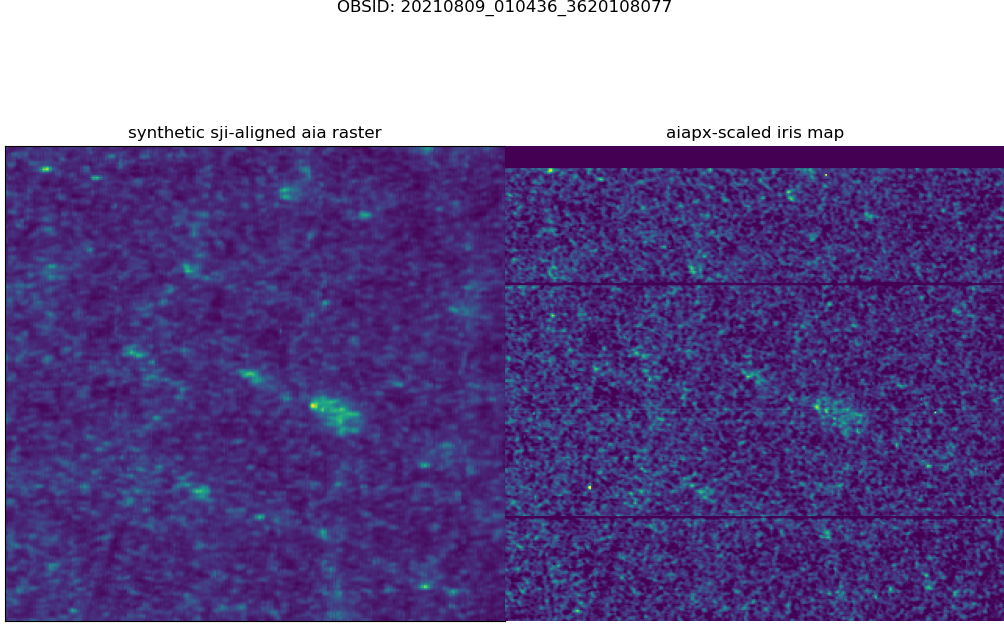 OBSID: 20210809_010436_3620108077
synthetic sji-aligned aia raster
aiapx-scaled iris map